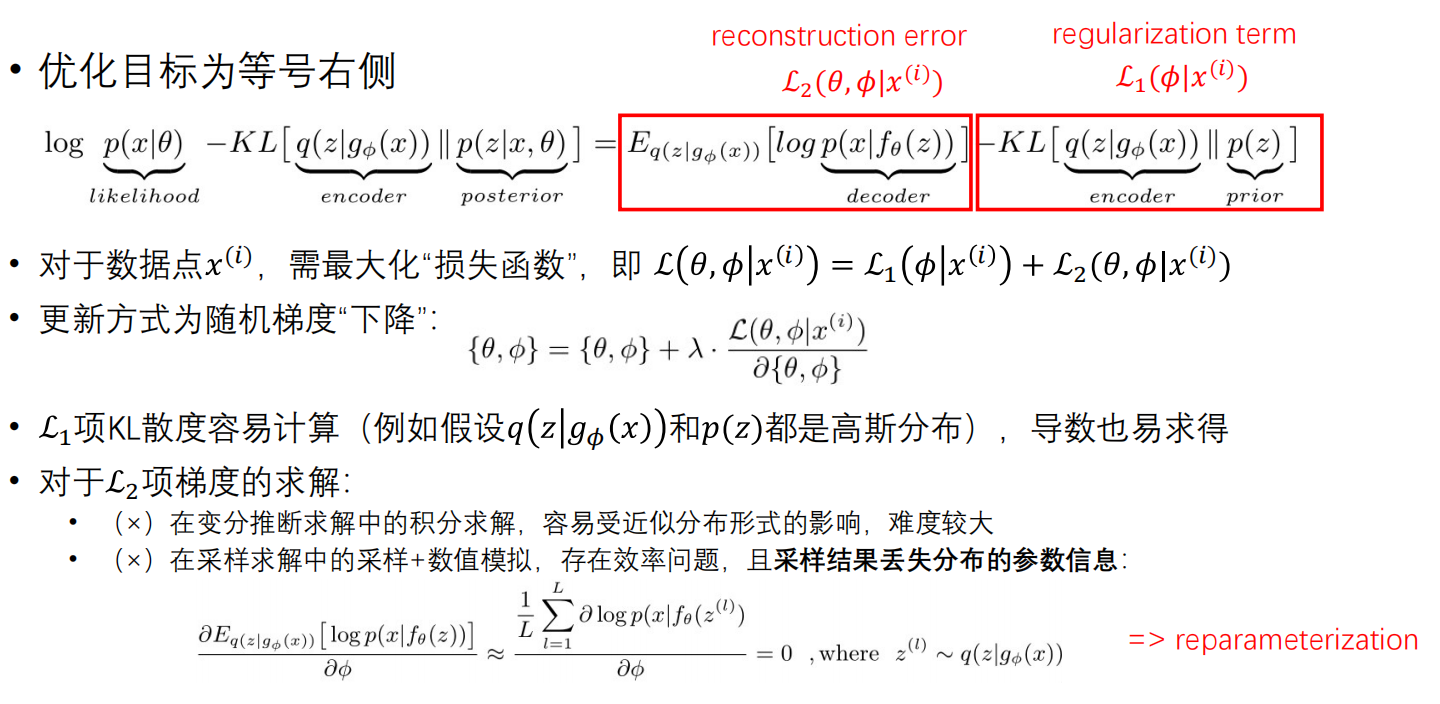 reconstruction error
regularization term
• 优化目标为等号右侧
ℒ₂(θ, ϕ|x⁽ⁱ⁾)
ℒ₁(ϕ|x⁽ⁱ⁾)
log p(x|θ) −KL[q(z|g_ϕ(x)) ‖ p(z|x, θ)] = E_{q(z|g_ϕ(x))}[log p(x|f_θ(z))] −KL[q(z|g_ϕ(x)) ‖ p(z)]
likelihood encoder posterior decoder encoder prior
• 对于数据点x⁽ⁱ⁾，需最大化“损失函数”，即 ℒ(θ, ϕ|x⁽ⁱ⁾) = ℒ₁(ϕ|x⁽ⁱ⁾) + ℒ₂(θ, ϕ|x⁽ⁱ⁾)
• 更新方式为随机梯度“下降”：
{θ, ϕ} = {θ, ϕ} + λ · ℒ(θ, ϕ|x⁽ⁱ⁾) / ∂{θ, ϕ}
• ℒ₁项KL散度容易计算（例如假设q(z|g_ϕ(x))和p(z)都是高斯分布），导数也易求得
• 对于ℒ₂项梯度的求解：
• （×）在变分推断求解中的积分求解，容易受近似分布形式的影响，难度较大
• （×）在采样求解中的采样+数值模拟，存在效率问题，且采样结果丢失分布的参数信息：
∂E_{q(z|g_ϕ(x))}[log p(x|f_θ(z))] / ∂ϕ ≈ 1/L ∑_{l=1}^{L} ∂ log p(x|f_θ(z⁽ˡ⁾) / ∂ϕ = 0 , where z⁽ˡ⁾ ∼ q(z|g_ϕ(x))
=> reparameterization